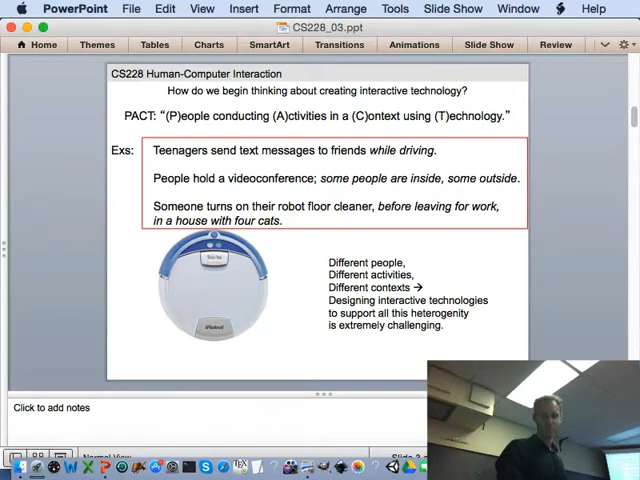 PowerPoint File Edit View Insert Format Arrange Tools Slide Show Window Help
CS228_03.ppt
Home Themes Tables Charts SmartArt Transitions Animations Slide Show Review
CS228 Human-Computer Interaction
How do we begin thinking about creating interactive technology?
PACT: “(P)eople conducting (A)ctivities in a (C)ontext using (T)echnology.”
Exs: Teenagers send text messages to friends while driving.
People hold a videoconference; some people are inside, some outside.
Someone turns on their robot floor cleaner, before leaving for work,
in a house with four cats.
Different people,
Different activities,
Different contexts →
Designing interactive technologies
to support all this heterogeneity
is extremely challenging.
iRobot
Click to add notes
Normal View